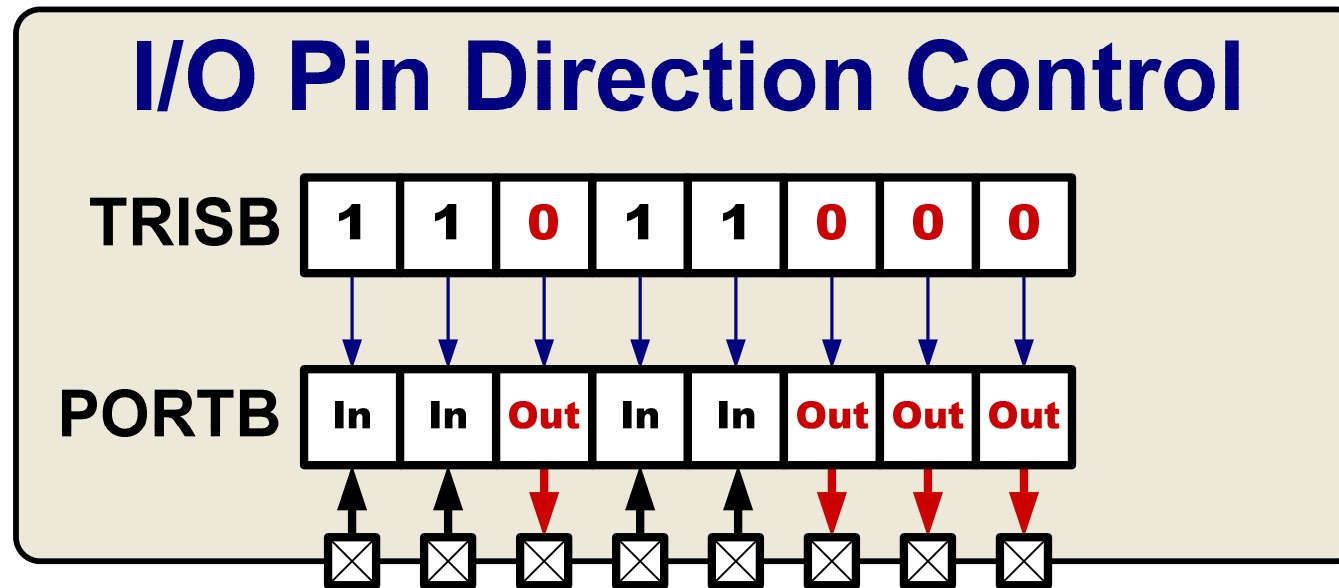 I/O Pin Direction Control
TRISB 1 1 0 1 1 0 0 0
PORTB In In Out In In Out Out Out